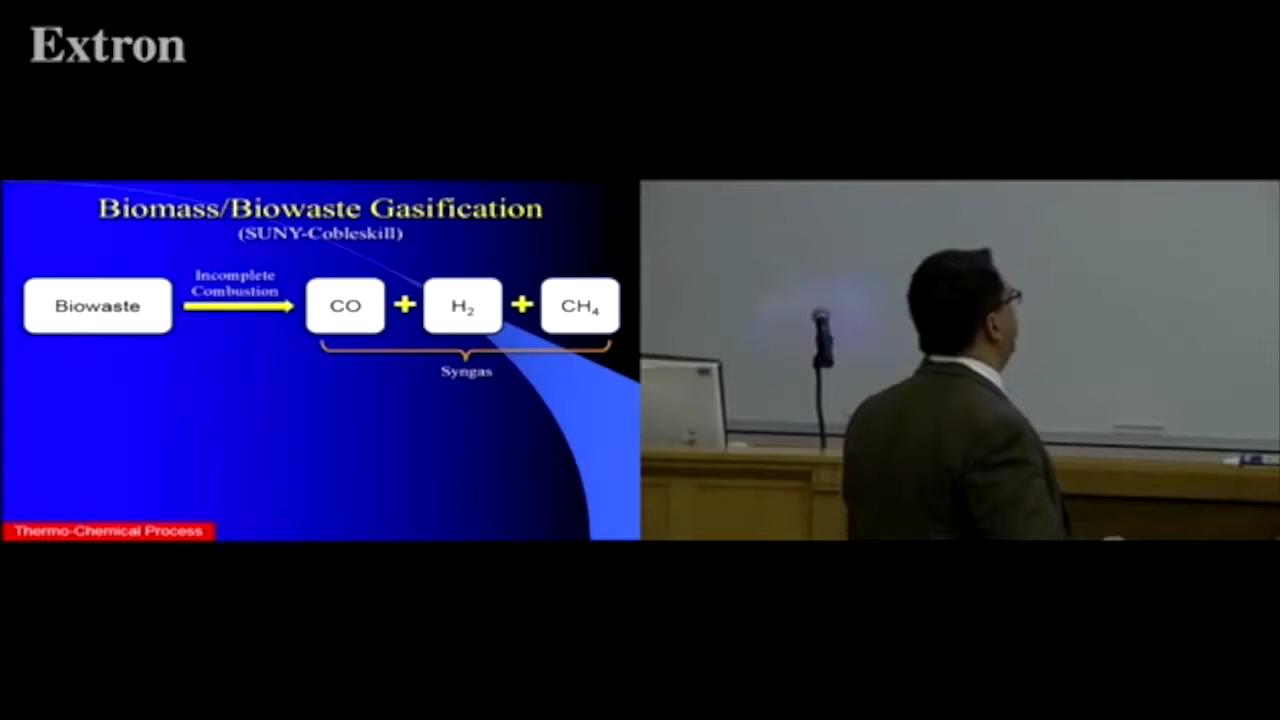 Extron
Biomass/Biowaste Gasification
(SUNY-Cobleskill)
Incomplete
Combustion
Biowaste
CO + H₂ + CH₄
Syngas
Thermo-Chemical Process